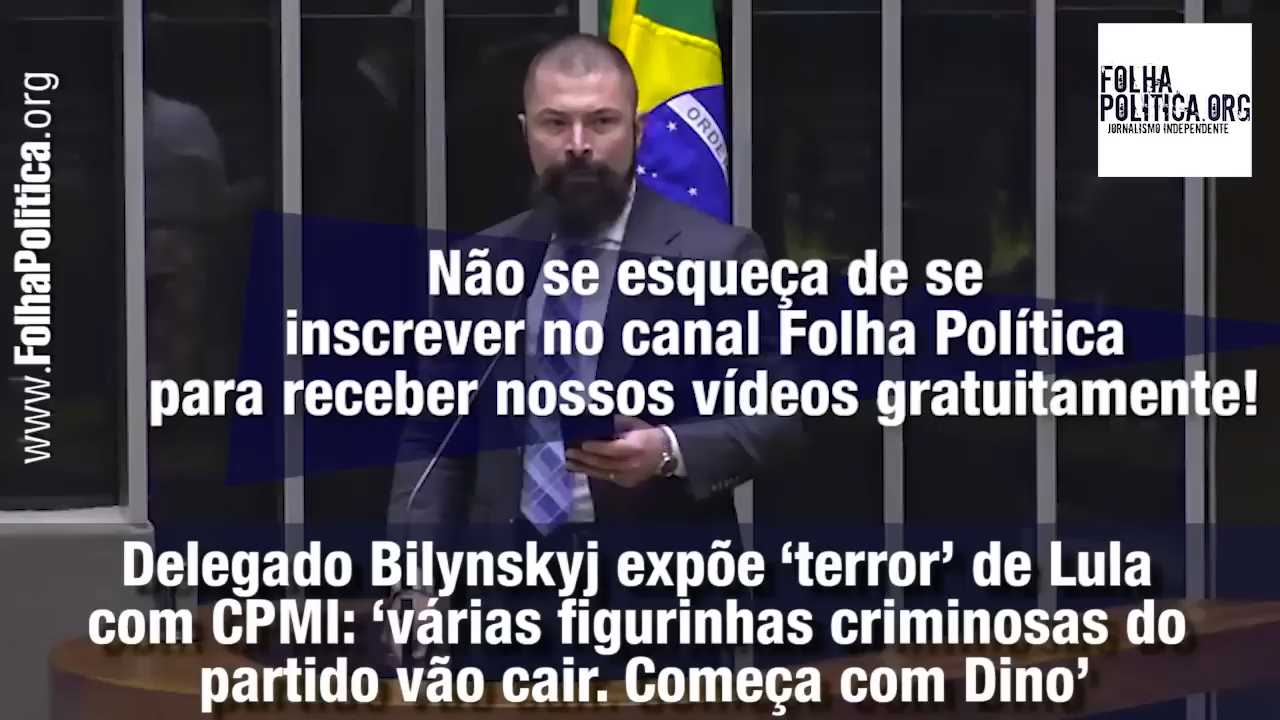 www.FolhaPolitica.org
FOLHA
POLITICA.ORG
JORNALISMO INDEPENDENTE
ORDE
Não se esqueça de se
inscrever no canal Folha Política
para receber nossos vídeos gratuitamente!
Delegado Bilynskyj expõe ‘terror’ de Lula
com CPMI: ‘várias figurinhas criminosas do
partido vão cair. Começa com Dino’